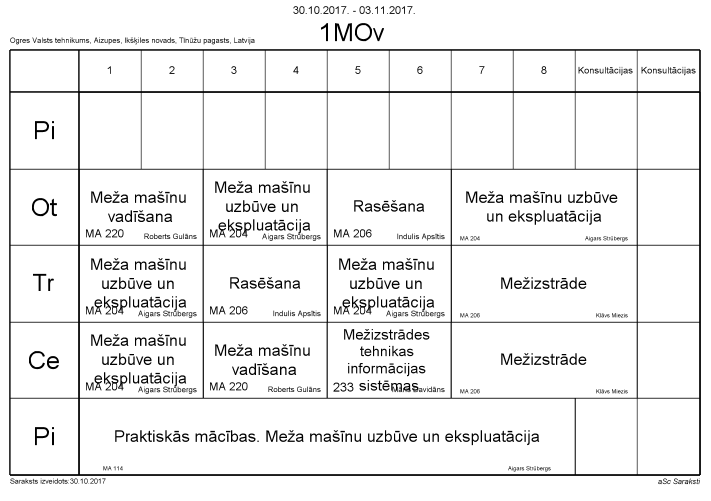 30.10.2017. - 03.11.2017.
1MOv
Ogres Valsts tehnikums, Aizupes, Ikšķiles novads, Tīnūžu pagasts, Latvija
1 2 3 4 5 6 7 8 Konsultācijas Konsultācijas
Pi
Ot
Meža mašīnu
vadīšana
MA 220 Roberts Gulāns
Meža mašīnu
uzbūve un
ekspluatācija
MA 204 Aigars Strūbergs
Rasēšana
MA 206 Indulis Apsītis
Meža mašīnu uzbūve
un ekspluatācija
MA 204 Aigars Strūbergs
Tr
Meža mašīnu
uzbūve un
ekspluatācija
MA 204 Aigars Strūbergs
Rasēšana
MA 206 Indulis Apsītis
Meža mašīnu
uzbūve un
ekspluatācija
MA 204 Aigars Strūbergs
Mežizstrāde
MA 206 Klāvs Miezis
Ce
Meža mašīnu
uzbūve un
ekspluatācija
MA 204 Aigars Strūbergs
Meža mašīnu
vadīšana
MA 220 Roberts Gulāns
Mežizstrādes
tehnikas
informācijas
sistēmas
233 Davidāns
Mežizstrāde
MA 206 Klāvs Miezis
Pi
Praktiskās mācības. Meža mašīnu uzbūve un ekspluatācija
MA 114 Aigars Strūbergs
Saraksts izveidots:30.10.2017 aSc Saraksti